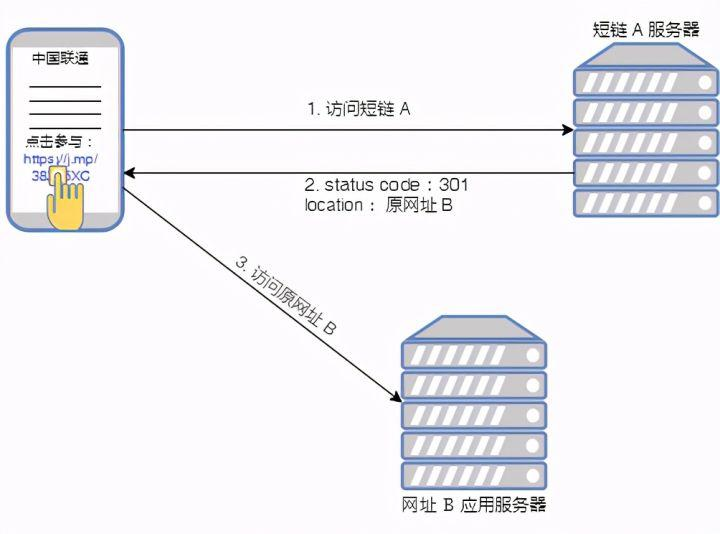 中国联通
点击参与：
https://j.mp/
短链 A 服务器
1. 访问短链 A
2. status code：301
location： 原网址 B
3. 访问原网址 B
网址 B 应用服务器